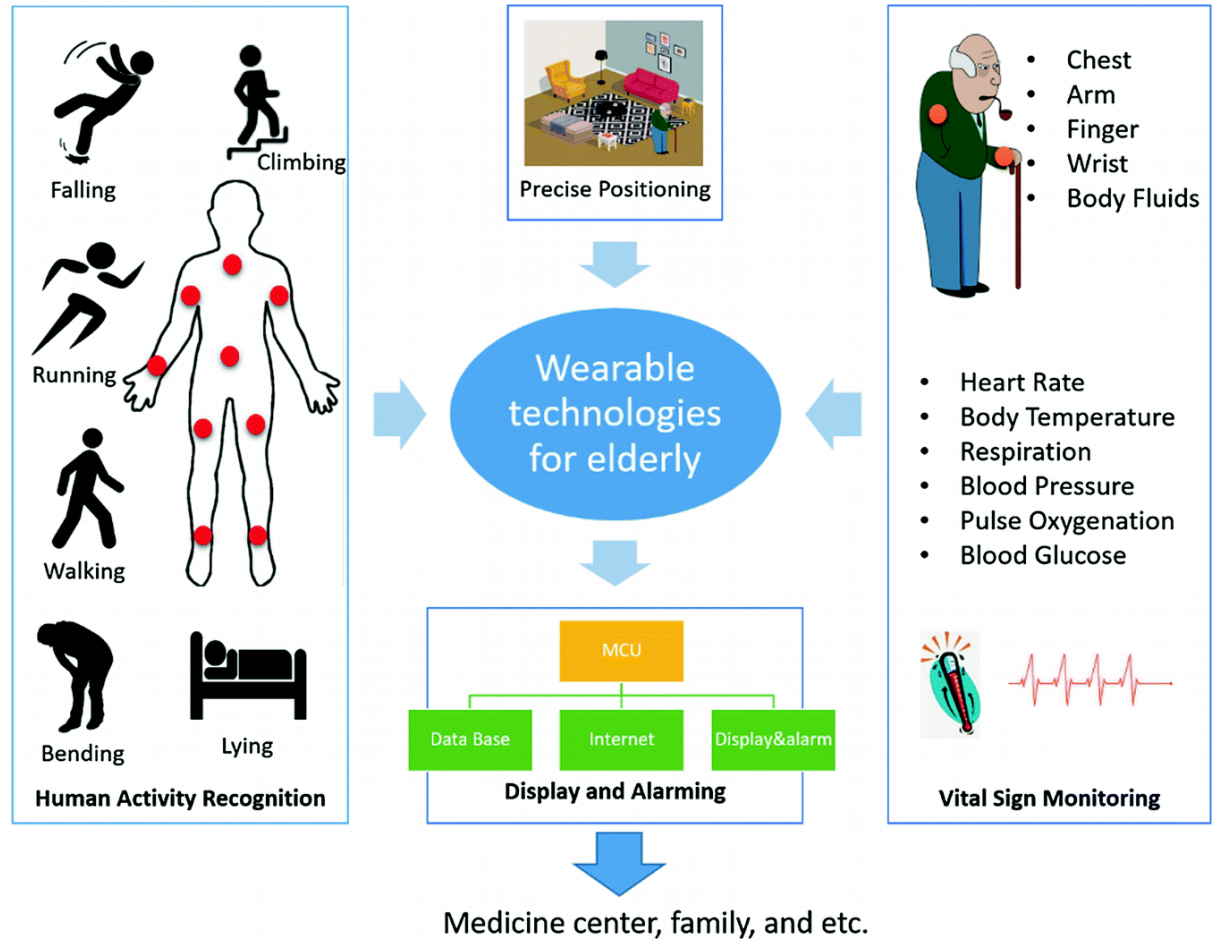 Falling
Climbing
Running
Walking
Bending
Lying
Human Activity Recognition
Precise Positioning
Wearable
technologies
for elderly
MCU
Data Base
Internet
Display&alarm
Display and Alarming
Medicine center, family, and etc.
• Chest
• Arm
• Finger
• Wrist
• Body Fluids
• Heart Rate
• Body Temperature
• Respiration
• Blood Pressure
• Pulse Oxygenation
• Blood Glucose
Vital Sign Monitoring